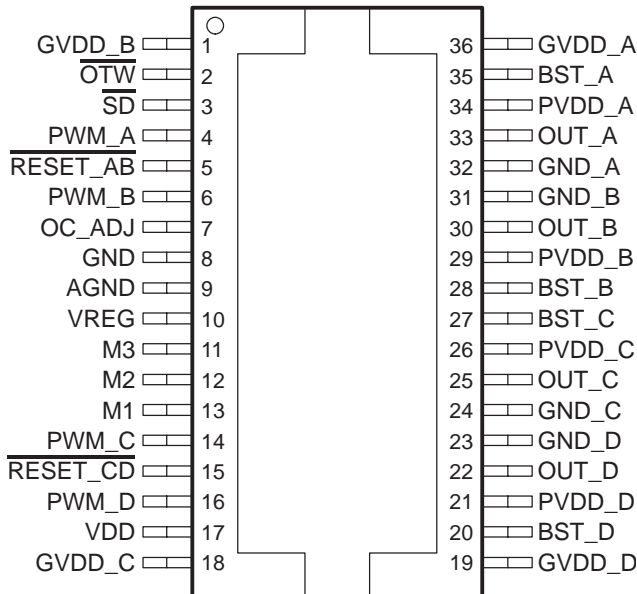 GVDD_B 1 36 GVDD_A
OTW 2 35 BST_A
SD 3 34 PVDD_A
PWM_A 4 33 OUT_A
RESET_AB 5 32 GND_A
PWM_B 6 31 GND_B
OC_ADJ 7 30 OUT_B
GND 8 29 PVDD_B
AGND 9 28 BST_B
VREG 10 27 BST_C
M3 11 26 PVDD_C
M2 12 25 OUT_C
M1 13 24 GND_C
PWM_C 14 23 GND_D
RESET_CD 15 22 OUT_D
PWM_D 16 21 PVDD_D
VDD 17 20 BST_D
GVDD_C 18 19 GVDD_D